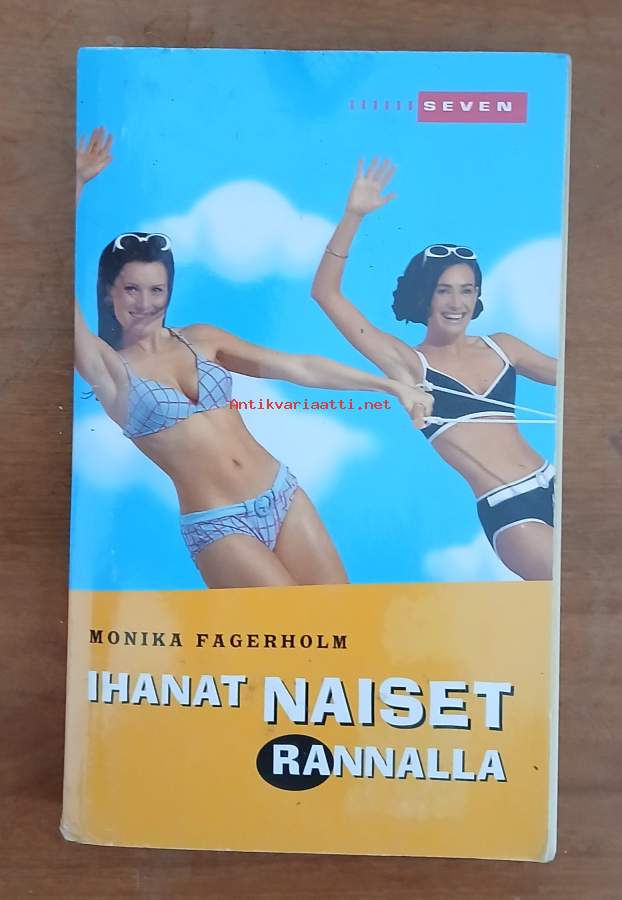 SEVEN
Antikvariaatti.net
MONIKA FAGERHOLM
IHANAT NAISET
RANNALLA